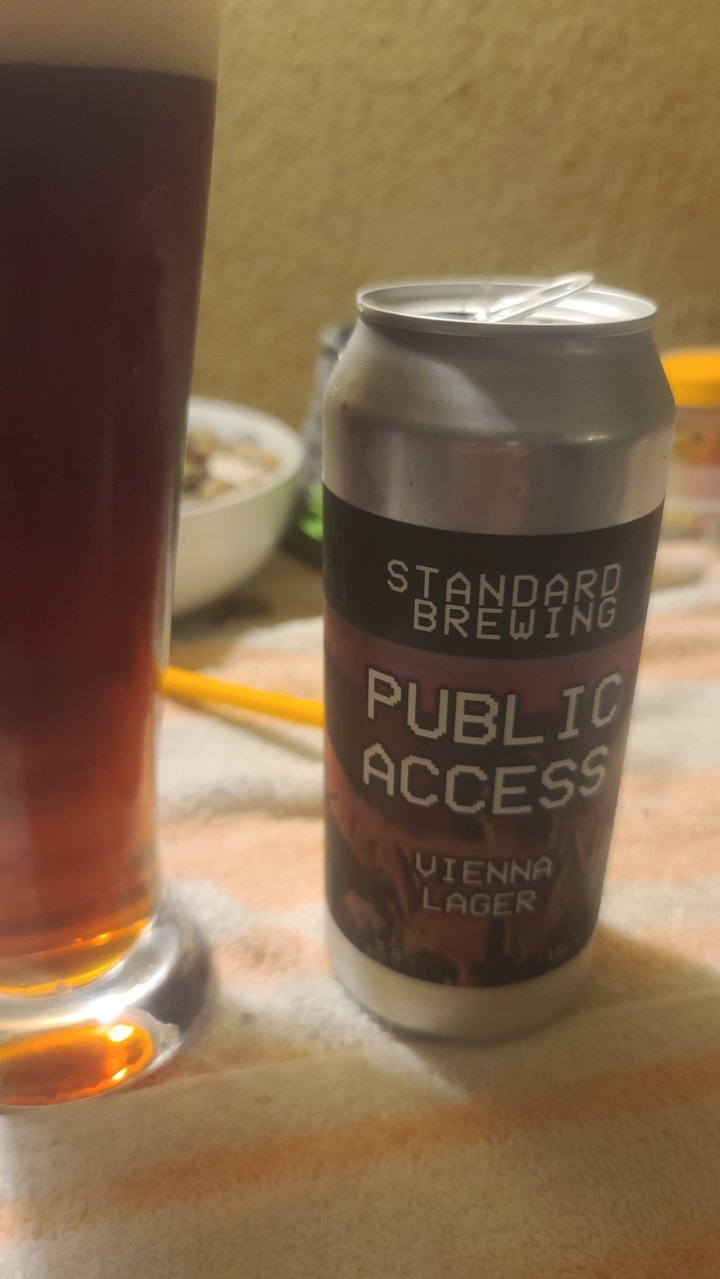 STANDARD
BREWING
PUBLIC
ACCESS
VIENNA
LAGER